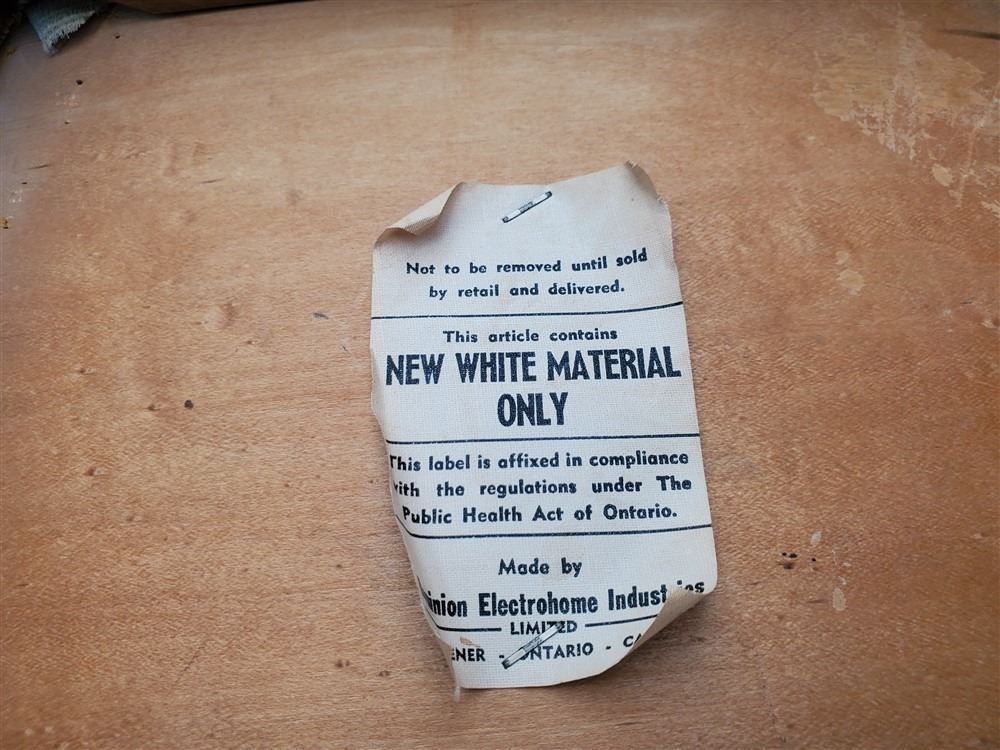 Not to be removed until sold
by retail and delivered.
This article contains
NEW WHITE MATERIAL
ONLY
This label is affixed in compliance
with the regulations under The
Public Health Act of Ontario.
Made by
Electrohome Industries
LIMITED
ONTARIO -